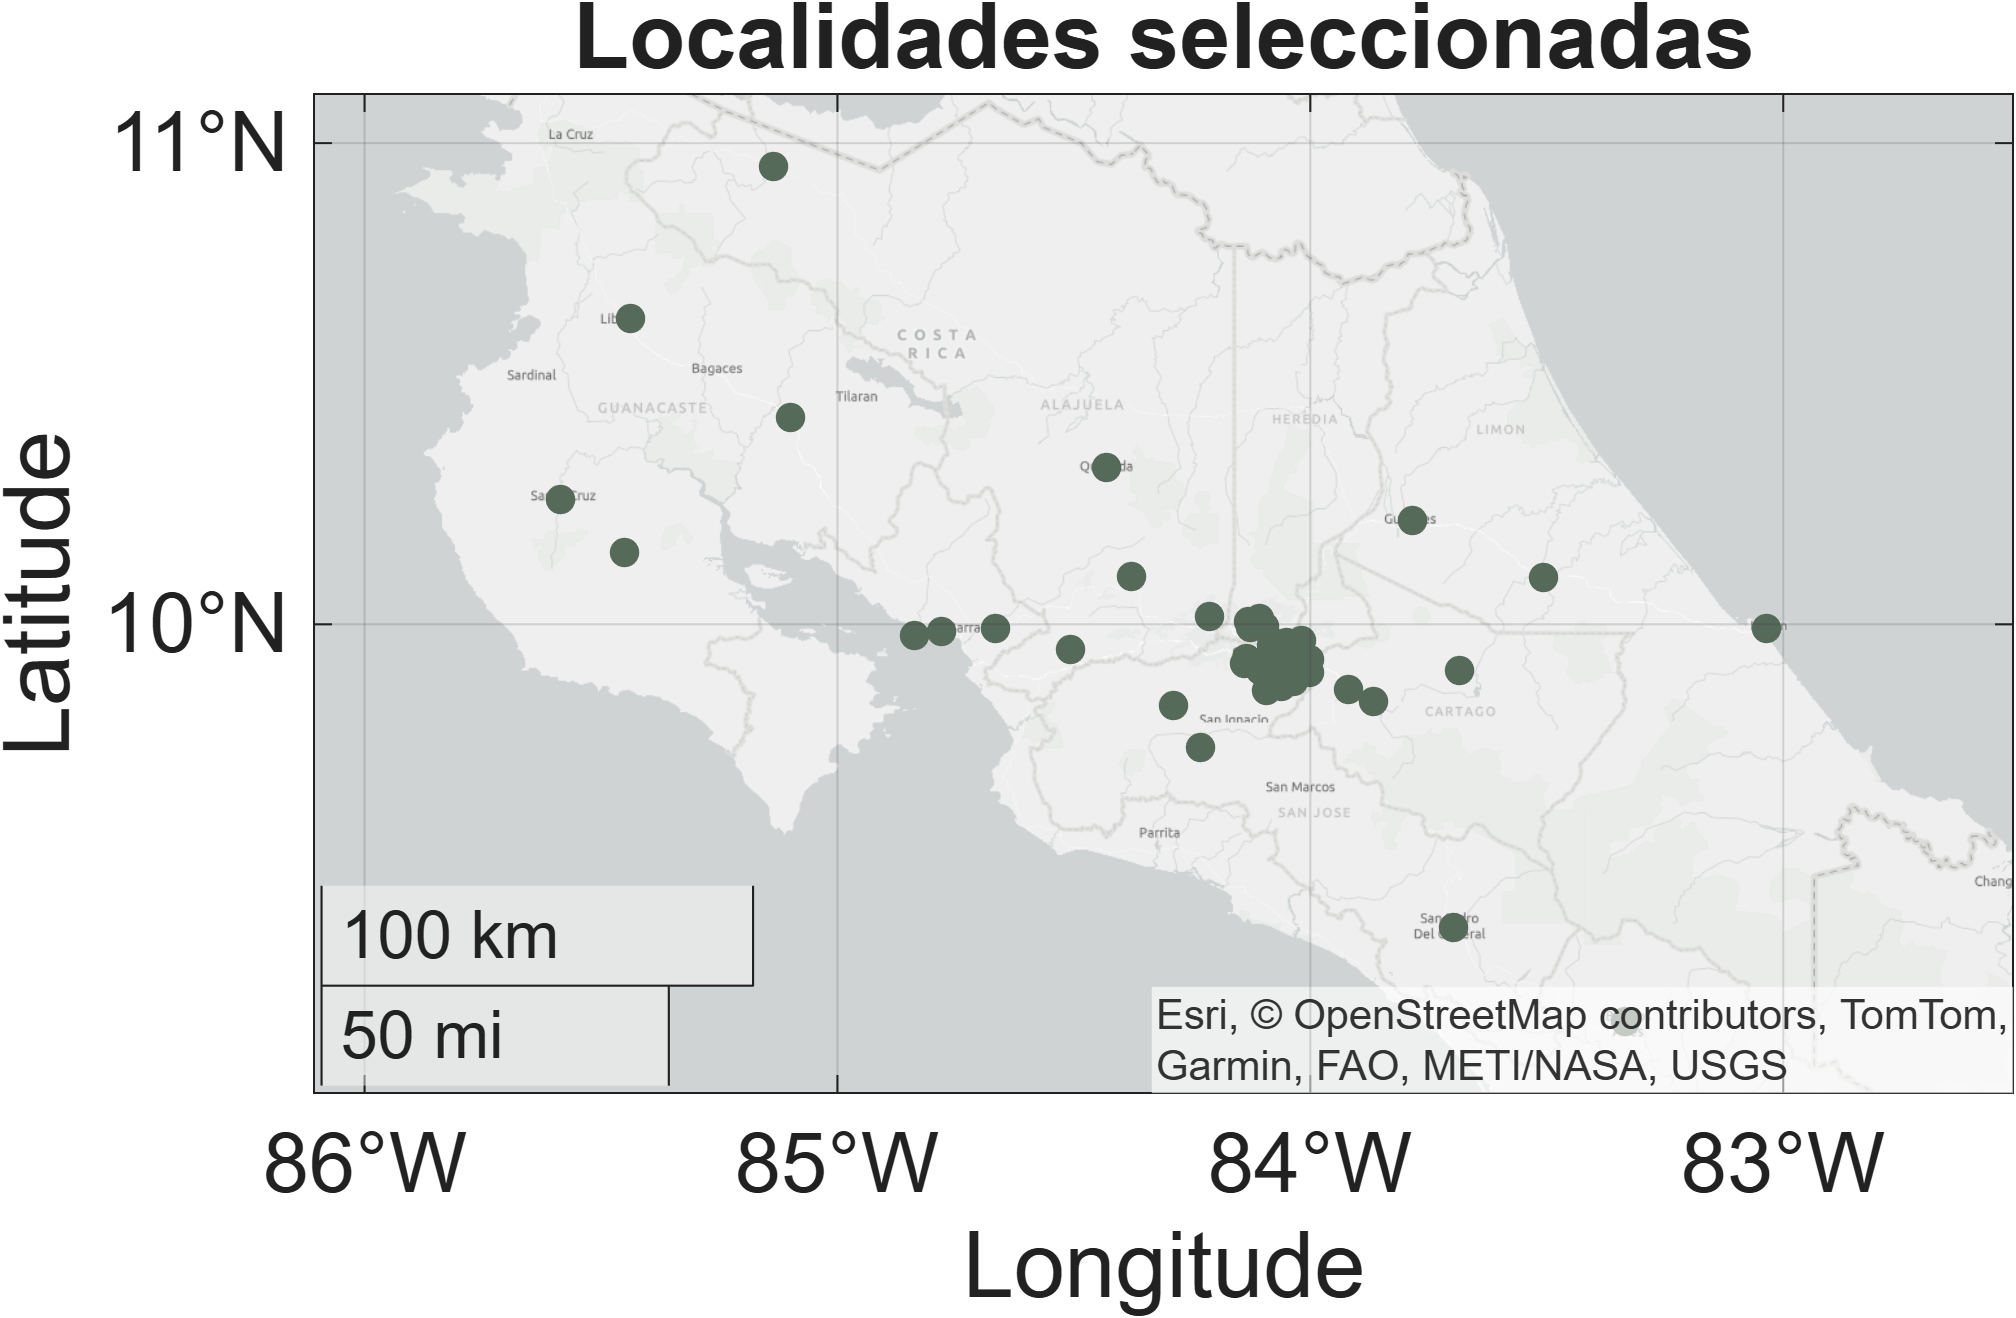 Localidades seleccionadas
11°N
10°N
Latitude
La Cruz
COSTA
RICA
Sardinal
Bagaces
Tilaran
GUANACASTE
ALAJUELA
HEREDIA
LIMON
San Ignacio
CARTAGO
San Marcos
SAN JOSE
Parrita
Chang
100 km
50 mi
Esri, © OpenStreetMap contributors, TomTom,
Garmin, FAO, METI/NASA, USGS
86°W 85°W 84°W 83°W
Longitude